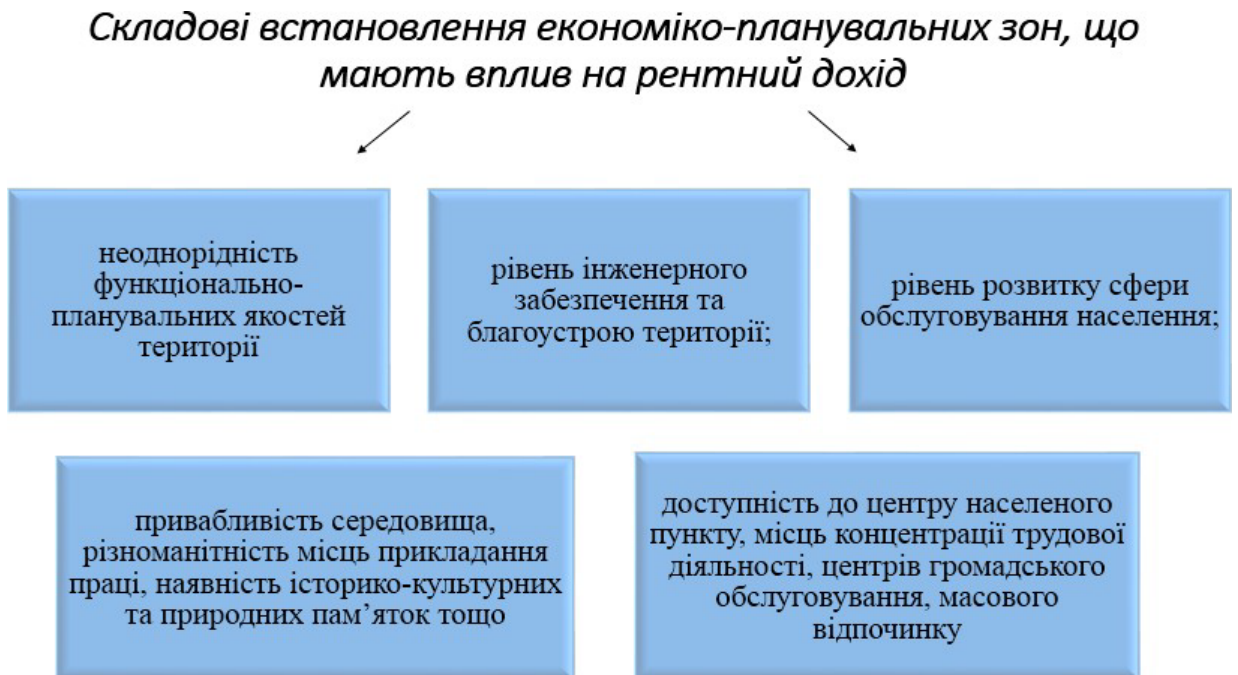 Складові встановлення економіко-планувальних зон, що
мають вплив на рентний дохід
неоднорідність
функціонально-
планувальних якостей
території
рівень інженерного
забезпечення та
благоустрою території;
рівень розвитку сфери
обслуговування населення;
привабливість середовища,
різноманітність місць прикладання
праці, наявність історико-культурних
та природних пам’яток тощо
доступність до центру населеного
пункту, місць концентрації трудової
діяльності, центрів громадського
обслуговування, масового
відпочинку